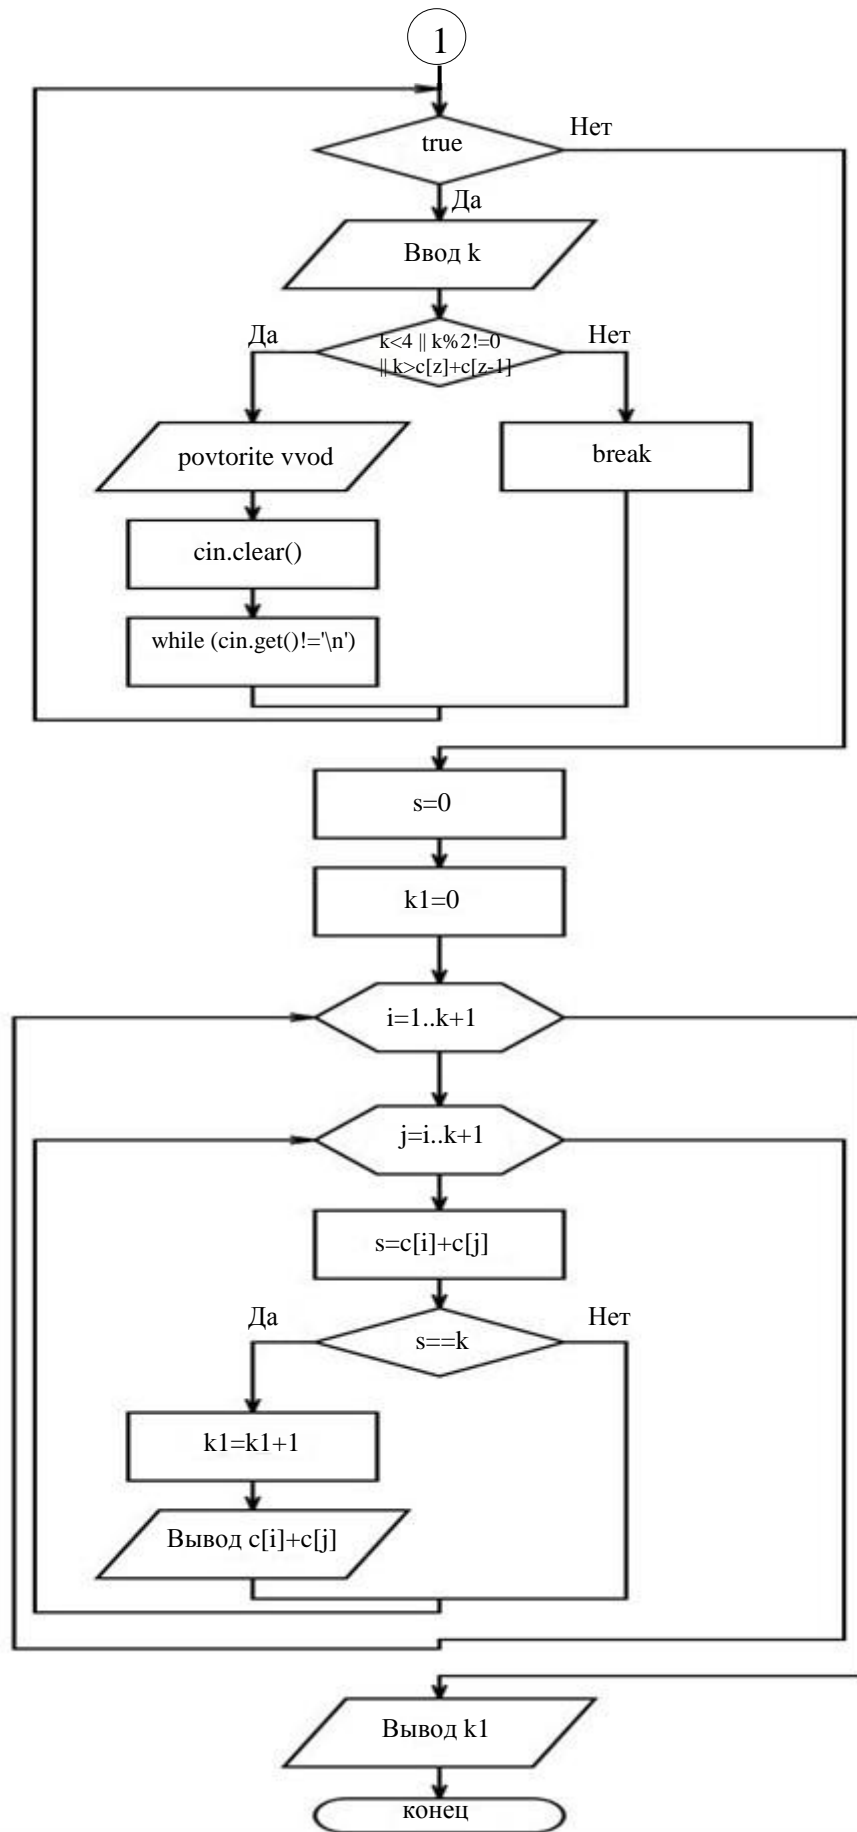 1
true
Нет
Да
Ввод k
Да
k<4 || k%2!=0
|| k>c[z]+c[z-1]
Нет
povtorite vvod
break
cin.clear()
while (cin.get()!='\n')
s=0
k1=0
i=1..k+1
j=i..k+1
s=c[i]+c[j]
Да
s==k
Нет
k1=k1+1
Вывод c[i]+c[j]
Вывод k1
конец